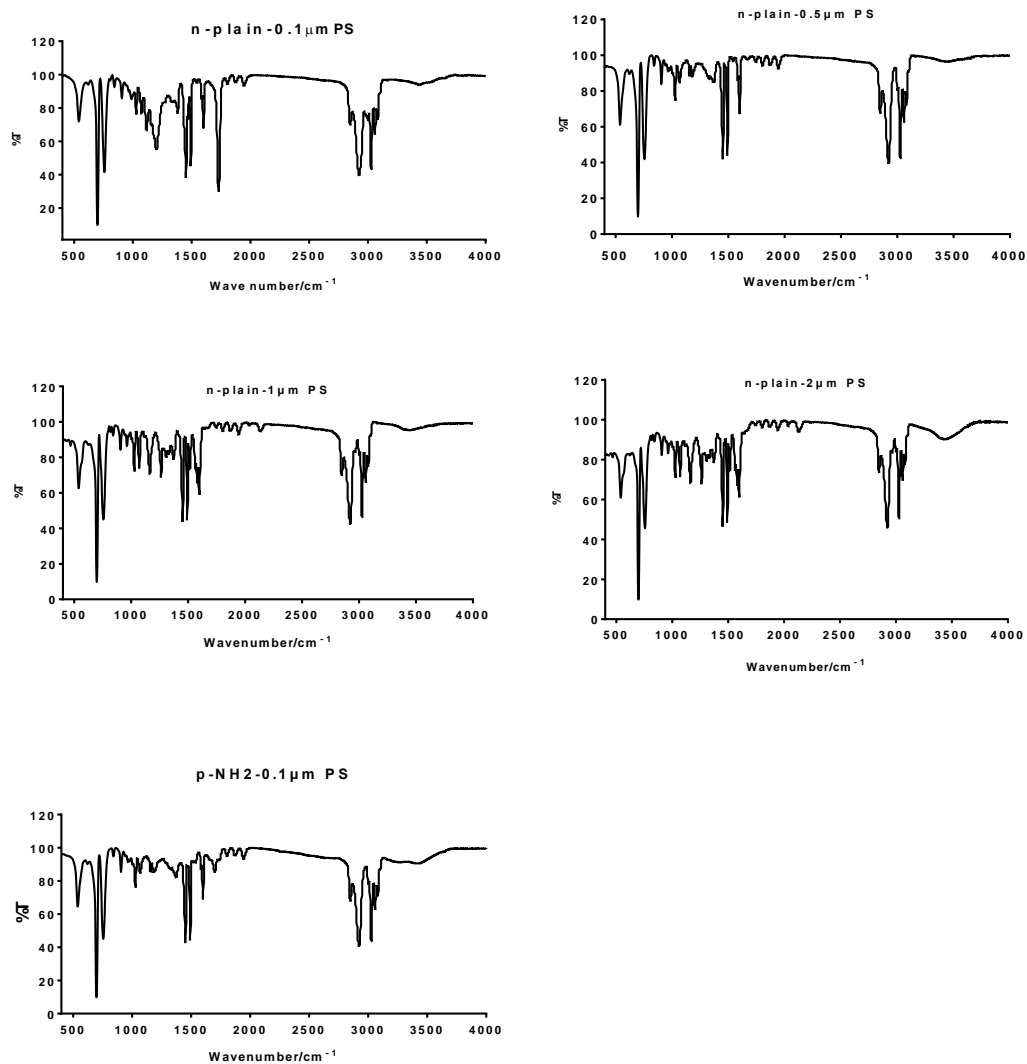 n-plain-0.1μm PS
120
100
80
60
40
20
%T
500 1000 1500 2000 2500 3000 3500 4000
Wave number/cm-1
n-plain-0.5μm PS
120
100
80
60
40
20
0
%T
500 1000 1500 2000 2500 3000 3500 4000
Wavenumber/cm-1
n-plain-1μm PS
120
100
80
60
40
20
0
%T
500 1000 1500 2000 2500 3000 3500 4000
Wavenumber/cm-1
n-plain-2μm PS
120
100
80
60
40
20
0
%T
500 1000 1500 2000 2500 3000 3500 4000
Wavenumber/cm-1
p-NH2-0.1μm PS
120
100
80
60
40
20
0
%T
500 1000 1500 2000 2500 3000 3500 4000
Wavenumber/cm-1